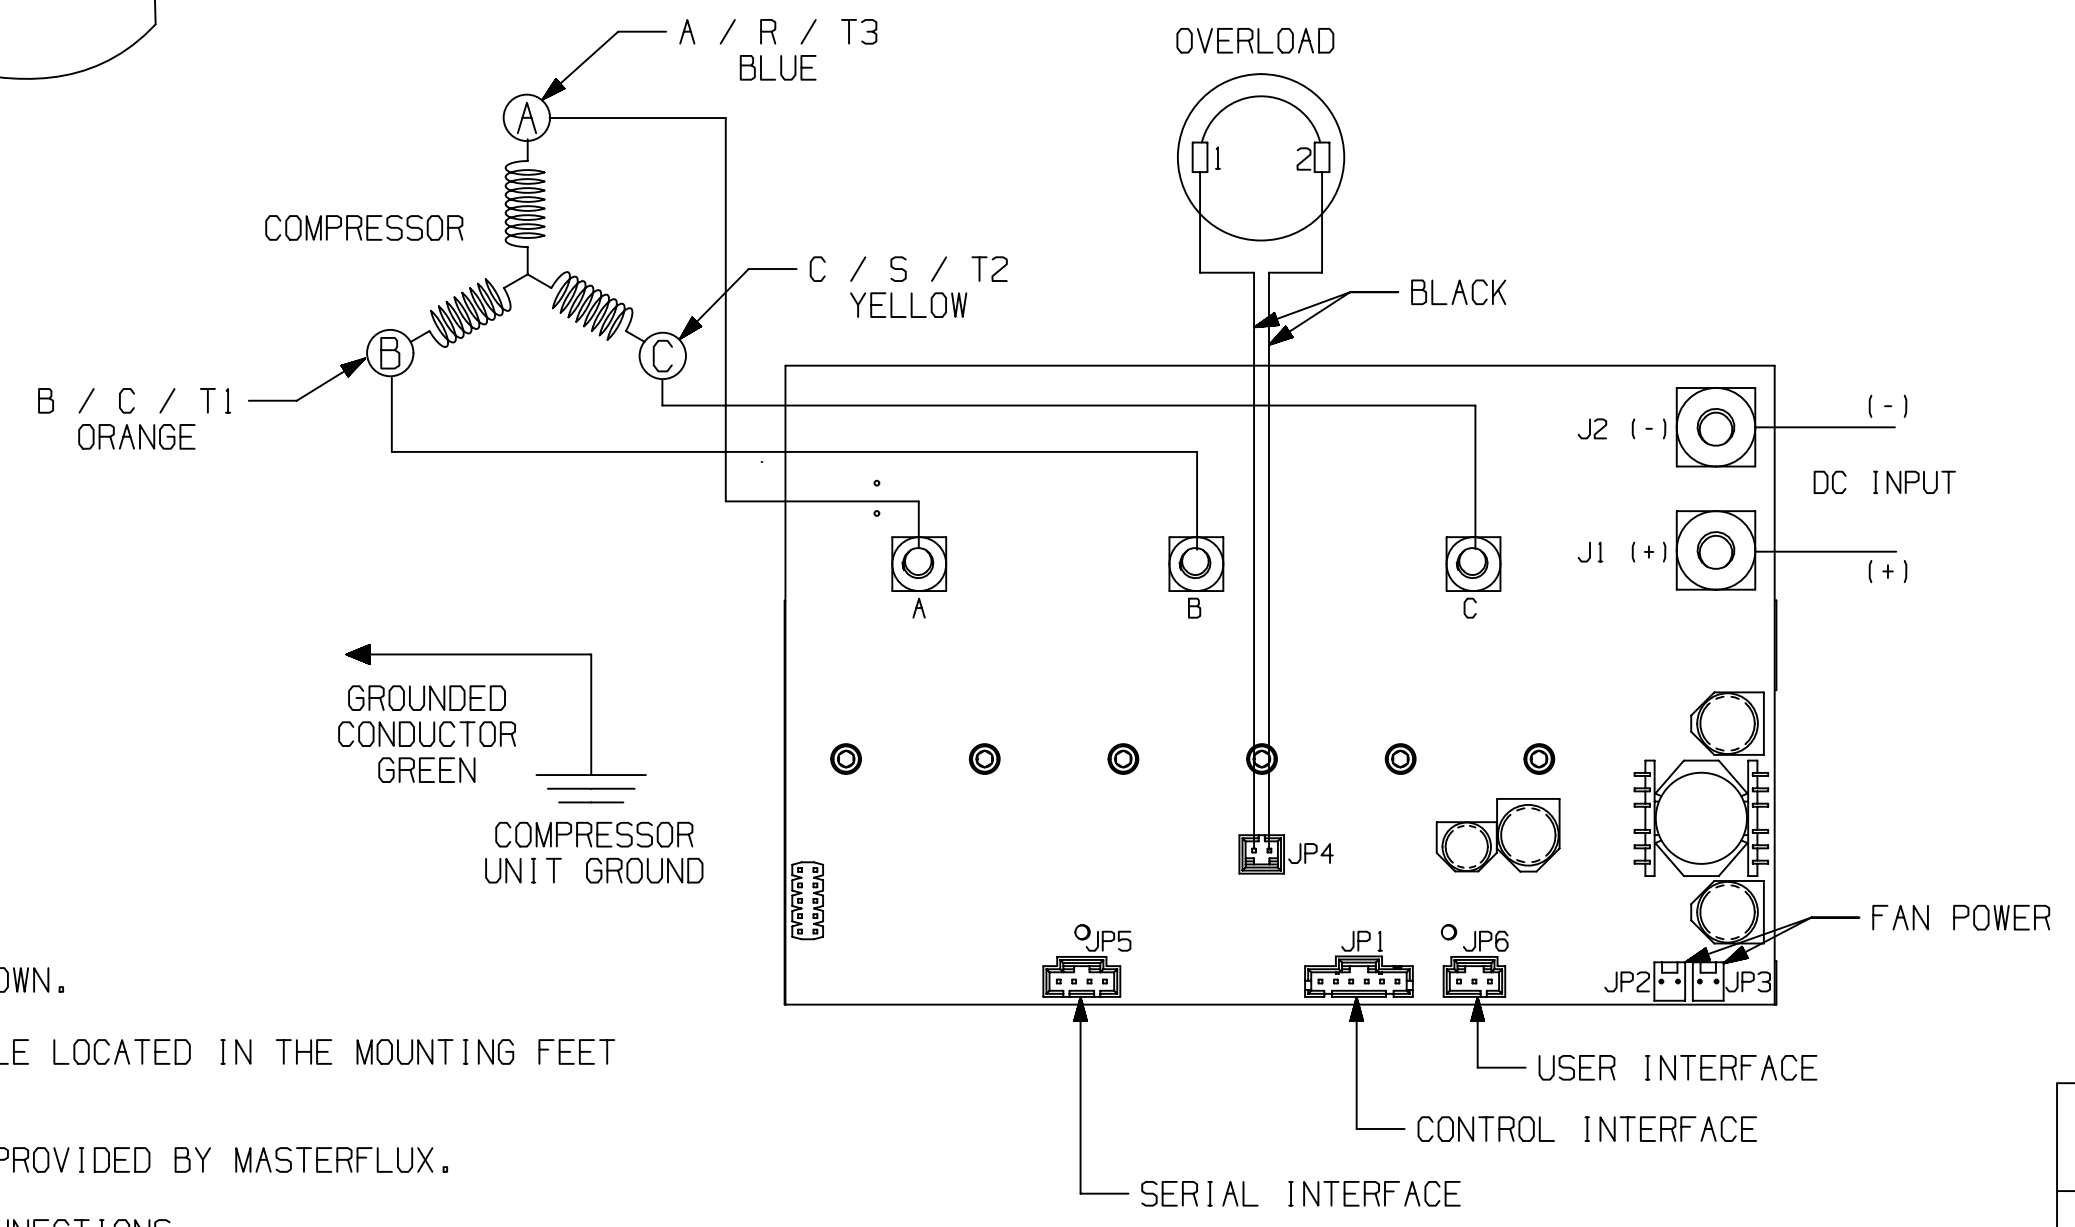 A / R / T3
BLUE
OVERLOAD
A
1 2
COMPRESSOR
C / S / T2
YELLOW
BLACK
B
C
B / C / T1
ORANGE
J2 (-)
(-)
DC INPUT
J1 (+)
(+)
A
B
C
GROUNDED
CONDUCTOR
GREEN
COMPRESSOR
UNIT GROUND
JP4
FAN POWER
JP5
JP1
JP6
JP2
JP3
OWN.
LE LOCATED IN THE MOUNTING FEET
USER INTERFACE
CONTROL INTERFACE
PROVIDED BY MASTERFLUX.
SERIAL INTERFACE